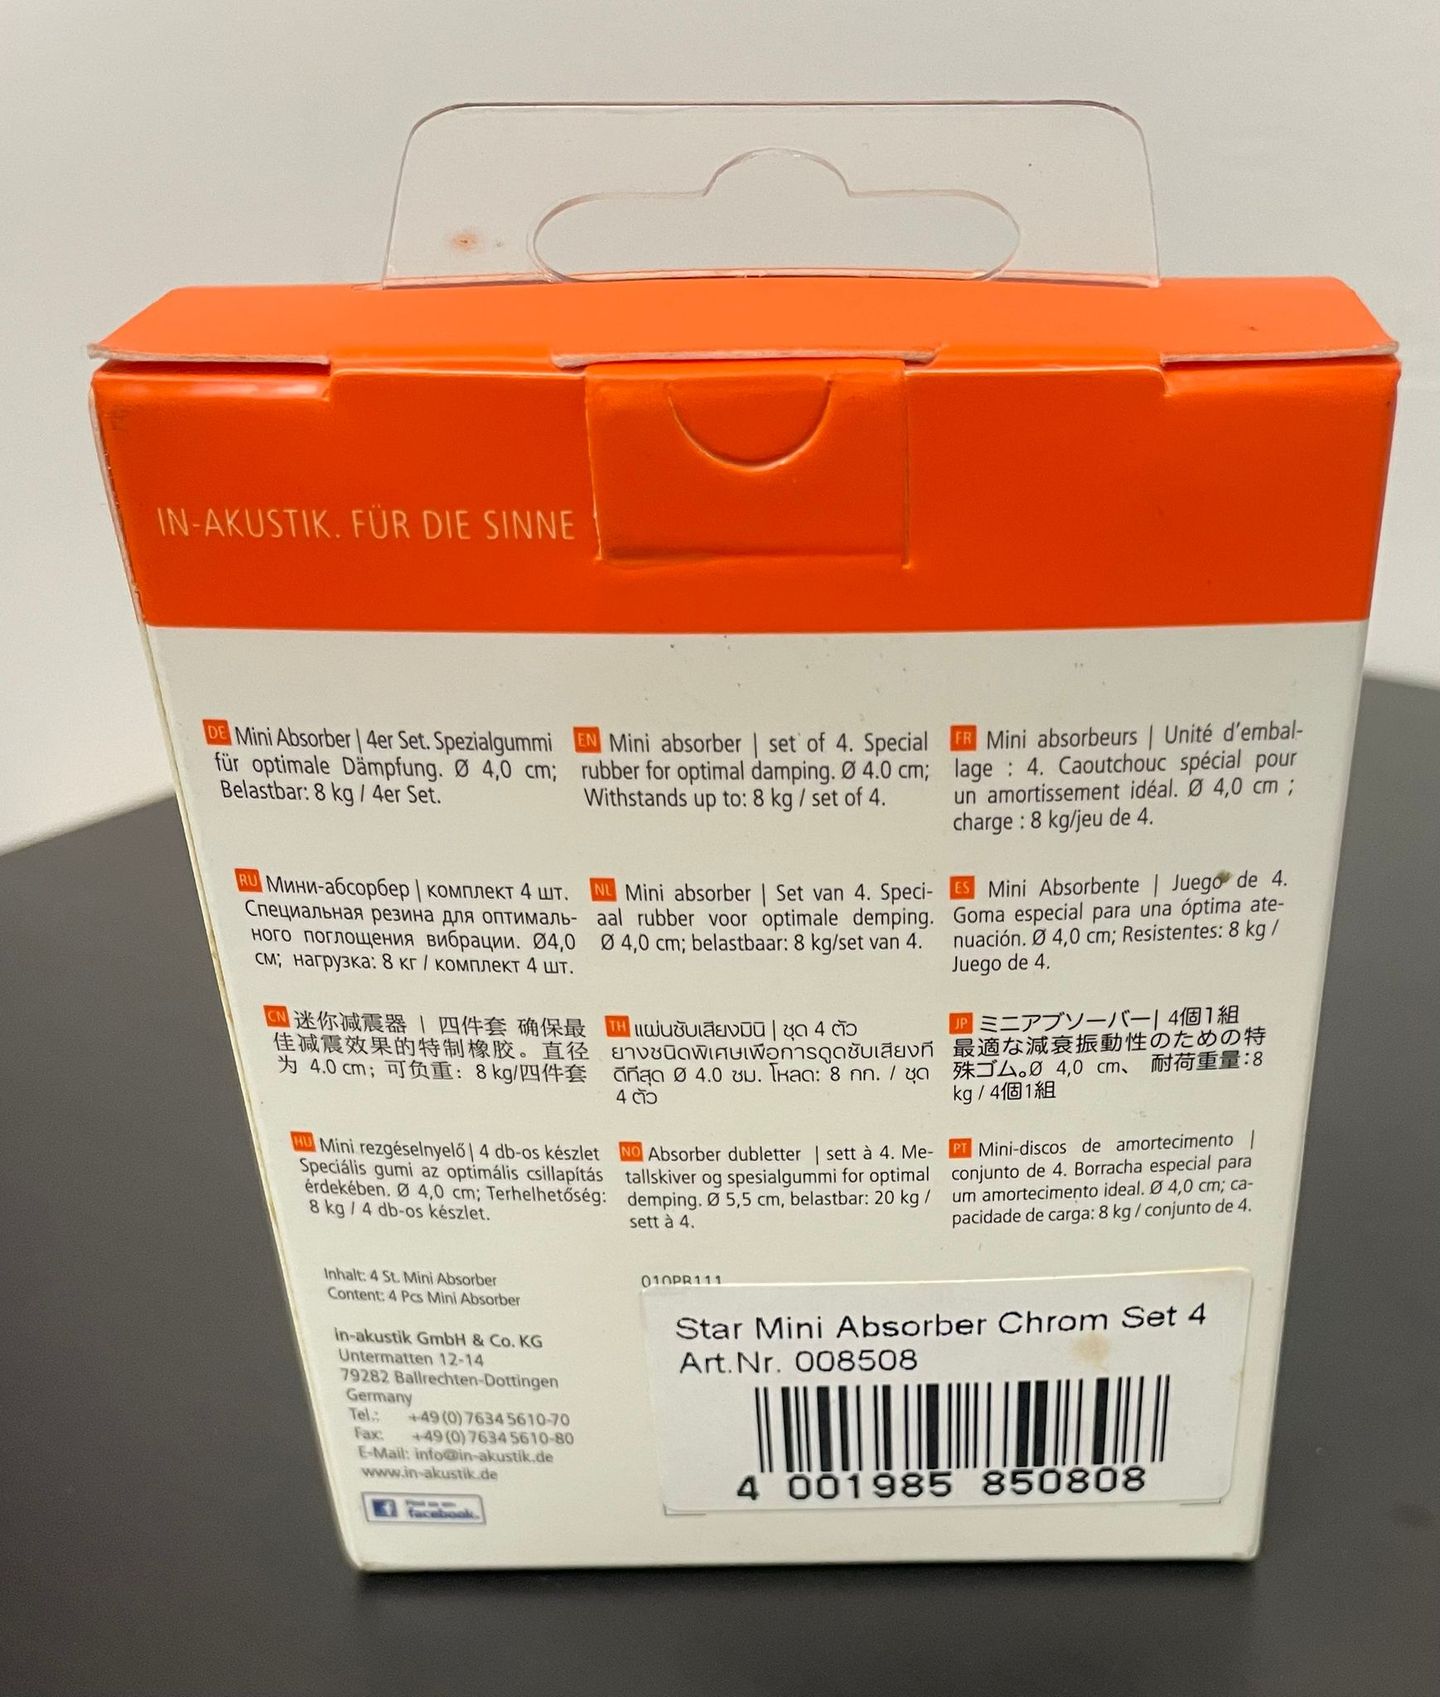 IN-AKUSTIK. FÜR DIE SINNE
DE Mini Absorber | 4er Set. Spezialgummi
für optimale Dämpfung. Ø 4,0 cm;
Belastbar: 8 kg / 4er Set.
EN Mini absorber | set of 4. Special
rubber for optimal damping. Ø 4.0 cm;
Withstands up to: 8 kg / set of 4.
FR Mini absorbeurs | Unité d'embal-
lage : 4. Caoutchouc spécial pour
un amortissement idéal. Ø 4,0 cm ;
charge : 8 kg/jeu de 4.
RU Мини-абсорбер | комплект 4 шт.
Специальная резина для оптималь-
ного поглощения вибрации. Ø4,0
см; нагрузка: 8 кг / комплект 4 шт.
NL Mini absorber | Set van 4. Speci-
aal rubber voor optimale demping.
Ø 4,0 cm; belastbaar: 8 kg/set van 4.
ES Mini Absorbente | Juego de 4.
Goma especial para una óptima ate-
nuación. Ø 4,0 cm; Resistentes: 8 kg /
Juego de 4.
CN 迷你减震器 | 四件套 确保最
佳减震效果的特制橡胶。直径
为 4.0 cm; 可负重: 8 kg/四件套
TH แผ่นซับเสียงมินิ | ชุด 4 ตัว
ยางชนิดพิเศษเพื่อการดูดซับเสียงที่
ดีที่สุด Ø 4.0 ซม. โหลด: 8 กก. / ชุด
4 ตัว
JP ミニアブソーバー| 4個1組
最適な減衰振動性のための特
殊ゴム。Ø 4,0 cm、 耐荷重量:8
kg / 4個1組
HU Mini rezgéselnyelő | 4 db-os készlet
Speciális gumi az optimális csillapítás
érdekében. Ø 4,0 cm; Terhelhetőség:
8 kg / 4 db-os készlet.
NO Absorber dubletter | sett à 4. Me-
tallskiver og spesialgummi for optimal
demping. Ø 5,5 cm, belastbar: 20 kg /
sett à 4.
PT Mini-discos de amortecimento |
conjunto de 4. Borracha especial para
um amortecimento ideal. Ø 4,0 cm; ca-
pacidade de carga: 8 kg / conjunto de 4.
Inhalt: 4 St. Mini Absorber
Content: 4 Pcs Mini Absorber
in-akustik GmbH & Co. KG
Untermatten 12-14
79282 Ballrechten-Dottingen
Germany
Tel.: +49 (0) 7634 5610-70
Fax: +49 (0) 7634 5610-80
E-Mail: info@in-akustik.de
www.in-akustik.de
Find us on
facebook.
010PB111
Star Mini Absorber Chrom Set 4
Art.Nr. 008508
4 001985 850808